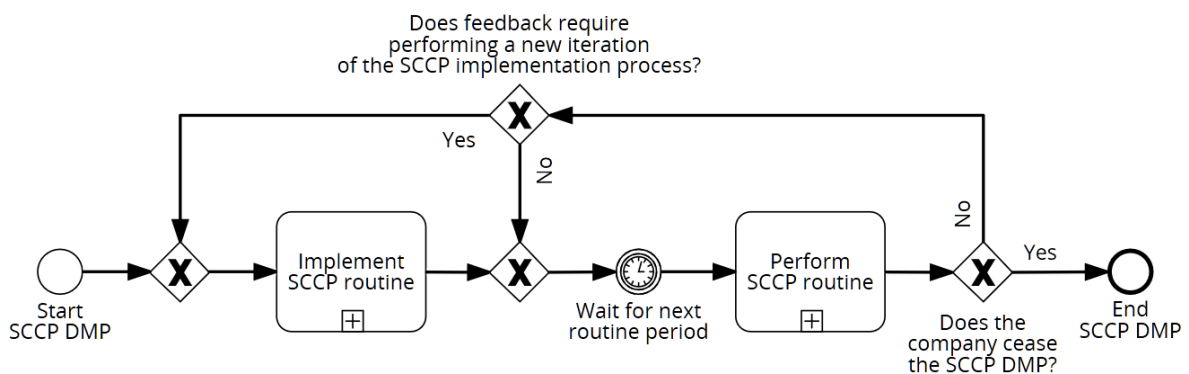 Does feedback require
performing a new iteration
of the SCCP implementation process?
Yes
No
Start
SCCP DMP
Implement
SCCP routine
Wait for next
routine period
Perform
SCCP routine
No
Yes
Does the
company cease
the SCCP DMP?
End
SCCP DMP